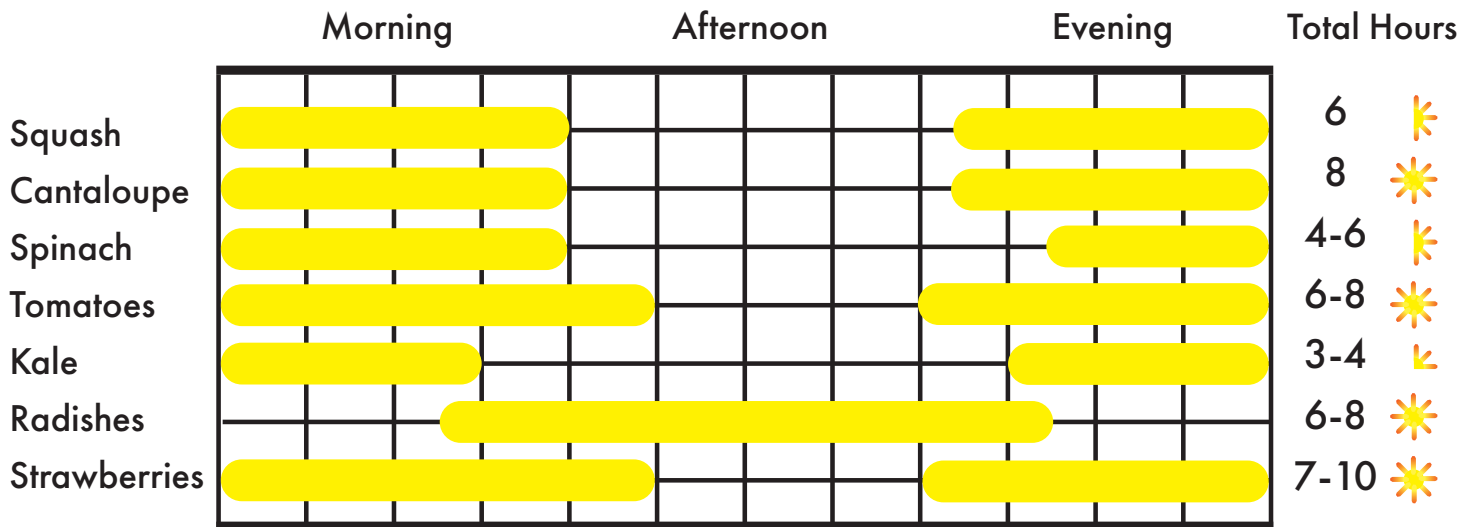 Morning Afternoon Evening Total Hours
Squash 6
Cantaloupe 8
Spinach 4-6
Tomatoes 6-8
Kale 3-4
Radishes 6-8
Strawberries 7-10